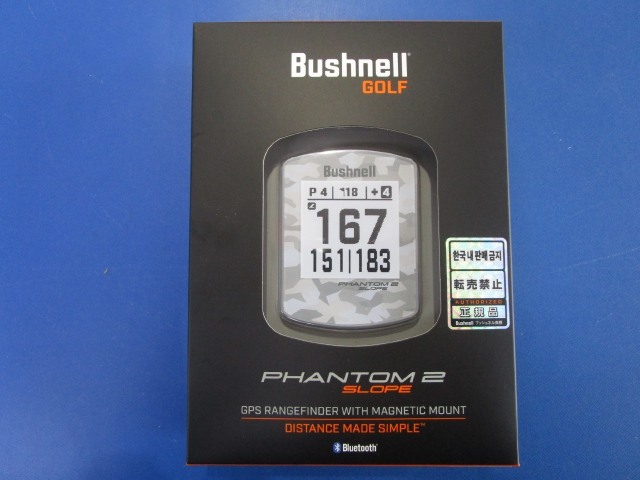 Bushnell
GOLF
Bushnell
P 4 | 18 | +4
167
151|183
PHANTOM 2
SLOPE
한국 내 판매 금지
転売禁止
AUTHORIZED
正規品
Bushnell
PHANTOM 2
SLOPE
GPS RANGEFINDER WITH MAGNETIC MOUNT
DISTANCE MADE SIMPLE™
Bluetooth®